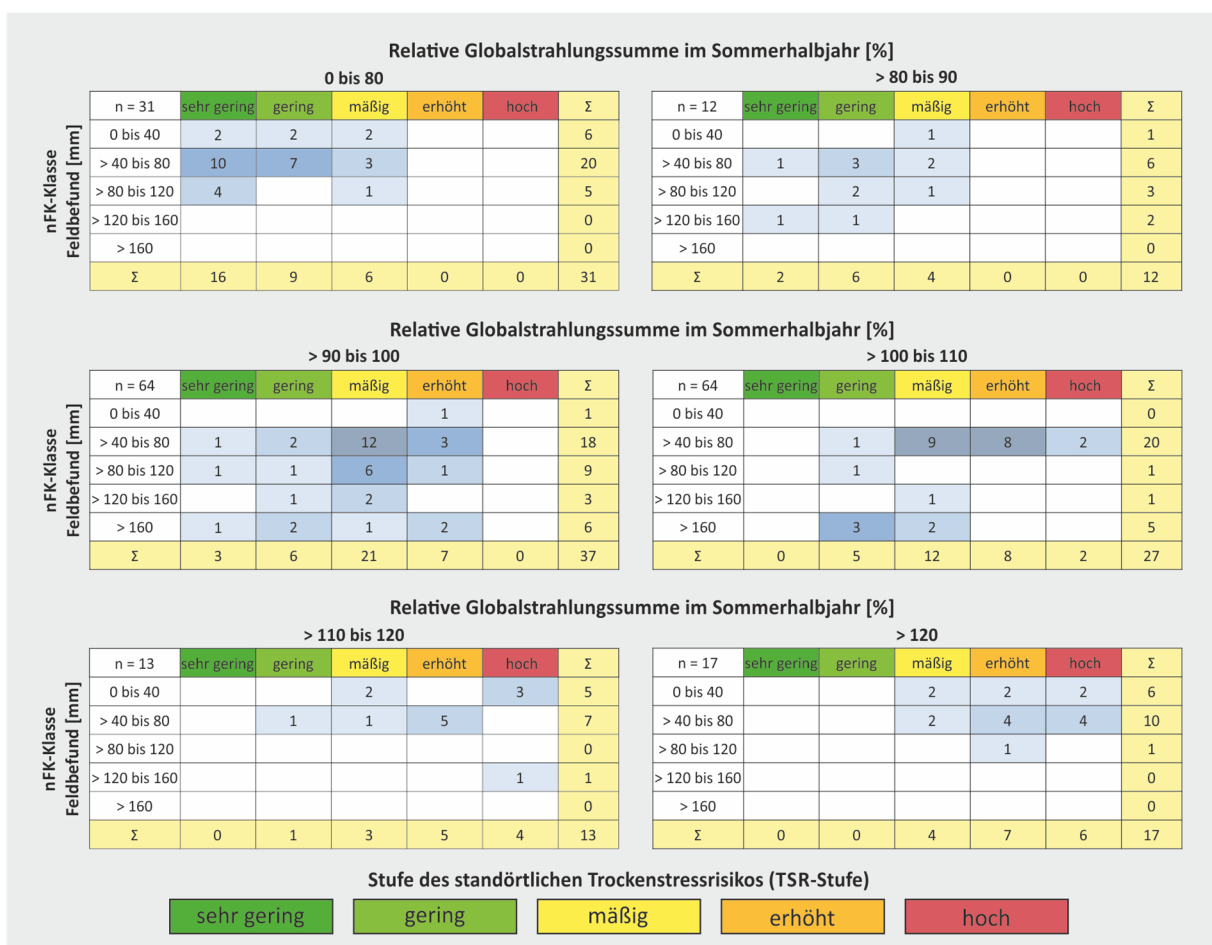 Relative Globalstrahlungssumme im Sommerhalbjahr [%]
0 bis 80
n = 31 sehr gering gering mäßig erhöht hoch Σ
0 bis 40 2 2 2 6
> 40 bis 80 10 7 3 20
> 80 bis 120 4 1 5
> 120 bis 160 0
> 160 0
Σ 16 9 6 0 0 31
nFK-Klasse
Feldbefund [mm]
> 80 bis 90
n = 12 sehr gering gering mäßig erhöht hoch Σ
0 bis 40 1 1
> 40 bis 80 1 3 2 6
> 80 bis 120 2 1 3
> 120 bis 160 1 1 2
> 160 0
Σ 2 6 4 0 0 12
Relative Globalstrahlungssumme im Sommerhalbjahr [%]
> 90 bis 100
n = 64 sehr gering gering mäßig erhöht hoch Σ
0 bis 40 1 1
> 40 bis 80 1 2 12 3 18
> 80 bis 120 1 1 6 1 9
> 120 bis 160 1 2 3
> 160 1 2 1 2 6
Σ 3 6 21 7 0 37
nFK-Klasse
Feldbefund [mm]
> 100 bis 110
n = 64 sehr gering gering mäßig erhöht hoch Σ
0 bis 40 0
> 40 bis 80 1 9 8 2 20
> 80 bis 120 1 1
> 120 bis 160 1 1
> 160 3 2 5
Σ 0 5 12 8 2 27
Relative Globalstrahlungssumme im Sommerhalbjahr [%]
> 110 bis 120
n = 13 sehr gering gering mäßig erhöht hoch Σ
0 bis 40 2 3 5
> 40 bis 80 1 1 5 7
> 80 bis 120 0
> 120 bis 160 1 1
> 160 0
Σ 0 1 3 5 4 13
nFK-Klasse
Feldbefund [mm]
> 120
n = 17 sehr gering gering mäßig erhöht hoch Σ
0 bis 40 2 2 2 6
> 40 bis 80 2 4 4 10
> 80 bis 120 1 1
> 120 bis 160 0
> 160 0
Σ 0 0 4 7 6 17
Stufe des standörtlichen Trockenstressrisikos (TSR-Stufe)
sehr gering gering mäßig erhöht hoch